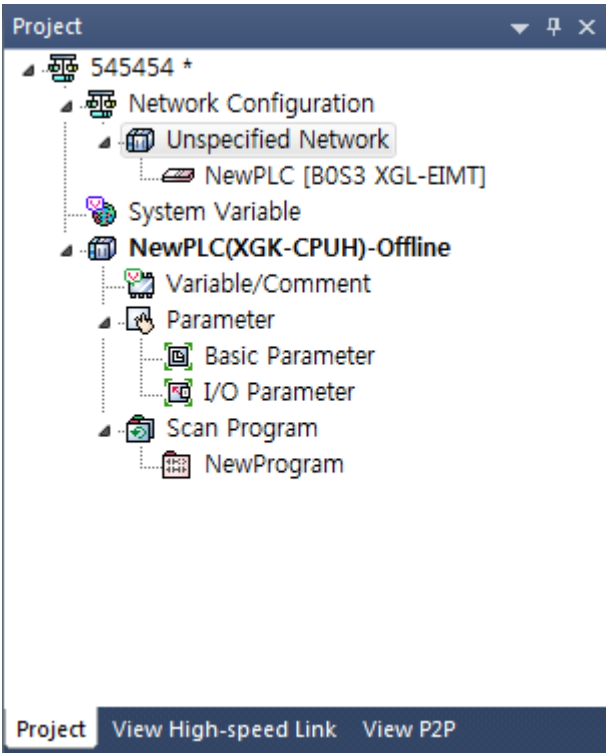 Project
545454 *
Network Configuration
Unspecified Network
NewPLC [B0S3 XGL-EIMT]
System Variable
NewPLC(XGK-CPUH)-Offline
Variable/Comment
Parameter
Basic Parameter
I/O Parameter
Scan Program
NewProgram
Project View High-speed Link View P2P